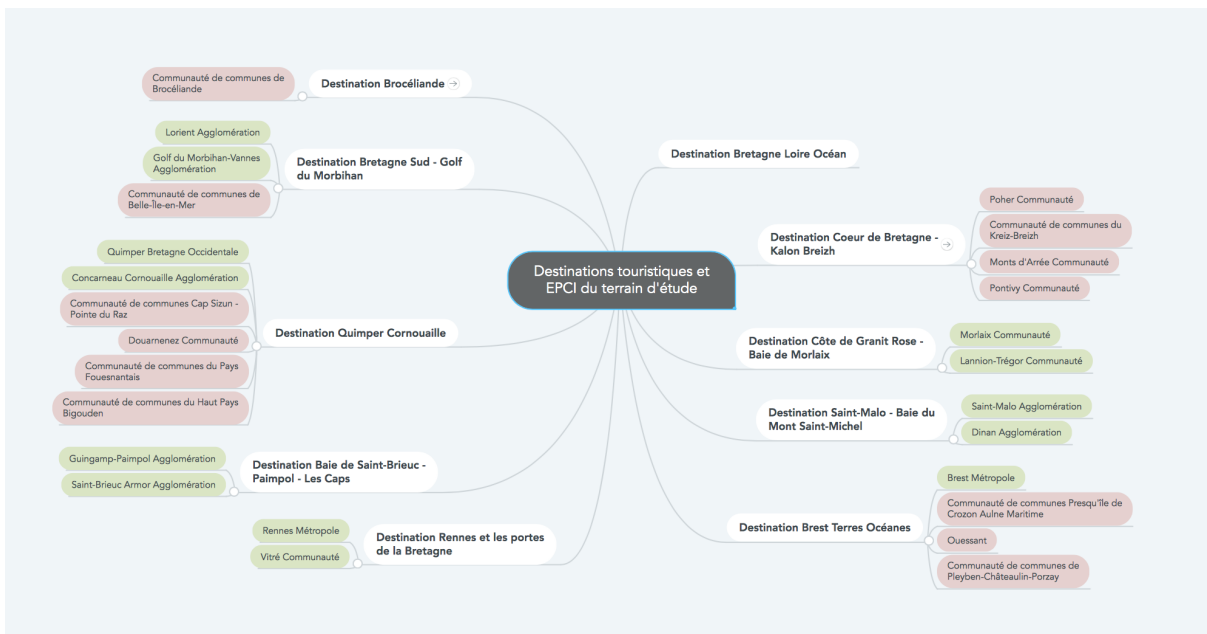 Destinations touristiques et
EPCI du terrain d'étude
Destination Brocéliande
Communauté de communes de
Brocéliande
Destination Bretagne Sud - Golf
du Morbihan
Lorient Agglomération
Golf du Morbihan-Vannes
Agglomération
Communauté de communes de
Belle-Île-en-Mer
Destination Quimper Cornouaille
Quimper Bretagne Occidentale
Concarneau Cornouaille Agglomération
Communauté de communes Cap Sizun -
Pointe du Raz
Douarnenez Communauté
Communauté de communes du Pays
Fouesnantais
Communauté de communes du Haut Pays
Bigouden
Destination Baie de Saint-Brieuc -
Paimpol - Les Caps
Guingamp-Paimpol Agglomération
Saint-Brieuc Armor Agglomération
Destination Rennes et les portes
de la Bretagne
Rennes Métropole
Vitré Communauté
Destination Bretagne Loire Océan
Destination Coeur de Bretagne -
Kalon Breizh
Poher Communauté
Communauté de communes du
Kreiz-Breizh
Monts d'Arrée Communauté
Pontivy Communauté
Destination Côte de Granit Rose -
Baie de Morlaix
Morlaix Communauté
Lannion-Trégor Communauté
Destination Saint-Malo - Baie du
Mont Saint-Michel
Saint-Malo Agglomération
Dinan Agglomération
Destination Brest Terres Océanes
Brest Métropole
Communauté de communes Presqu'île de
Crozon Aulne Maritime
Ouessant
Communauté de communes de
Pleyben-Châteaulin-Porzay